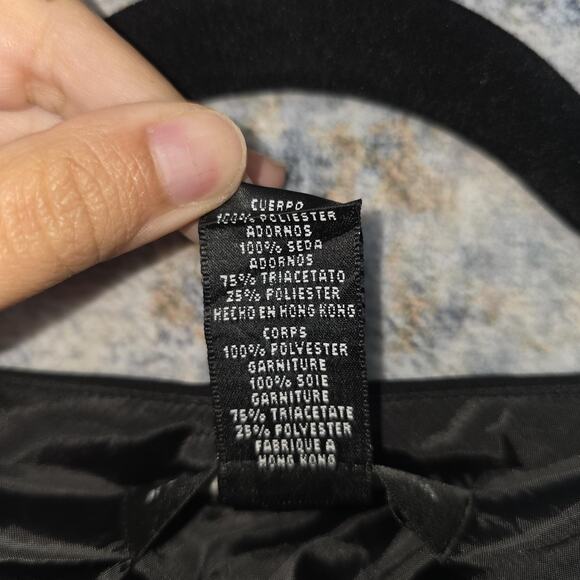 CUERPO
100% POLIESTER
ADORNOS
100% SEDA
ADORNOS
75% TRIACETATO
25% POLIESTER
HECHO EN HONG KONG
CORPS
100% POLYESTER
GARNITURE
100% SOIE
GARNITURE
75% TRIACETATE
25% POLYESTER
FABRIQUE A
HONG KONG